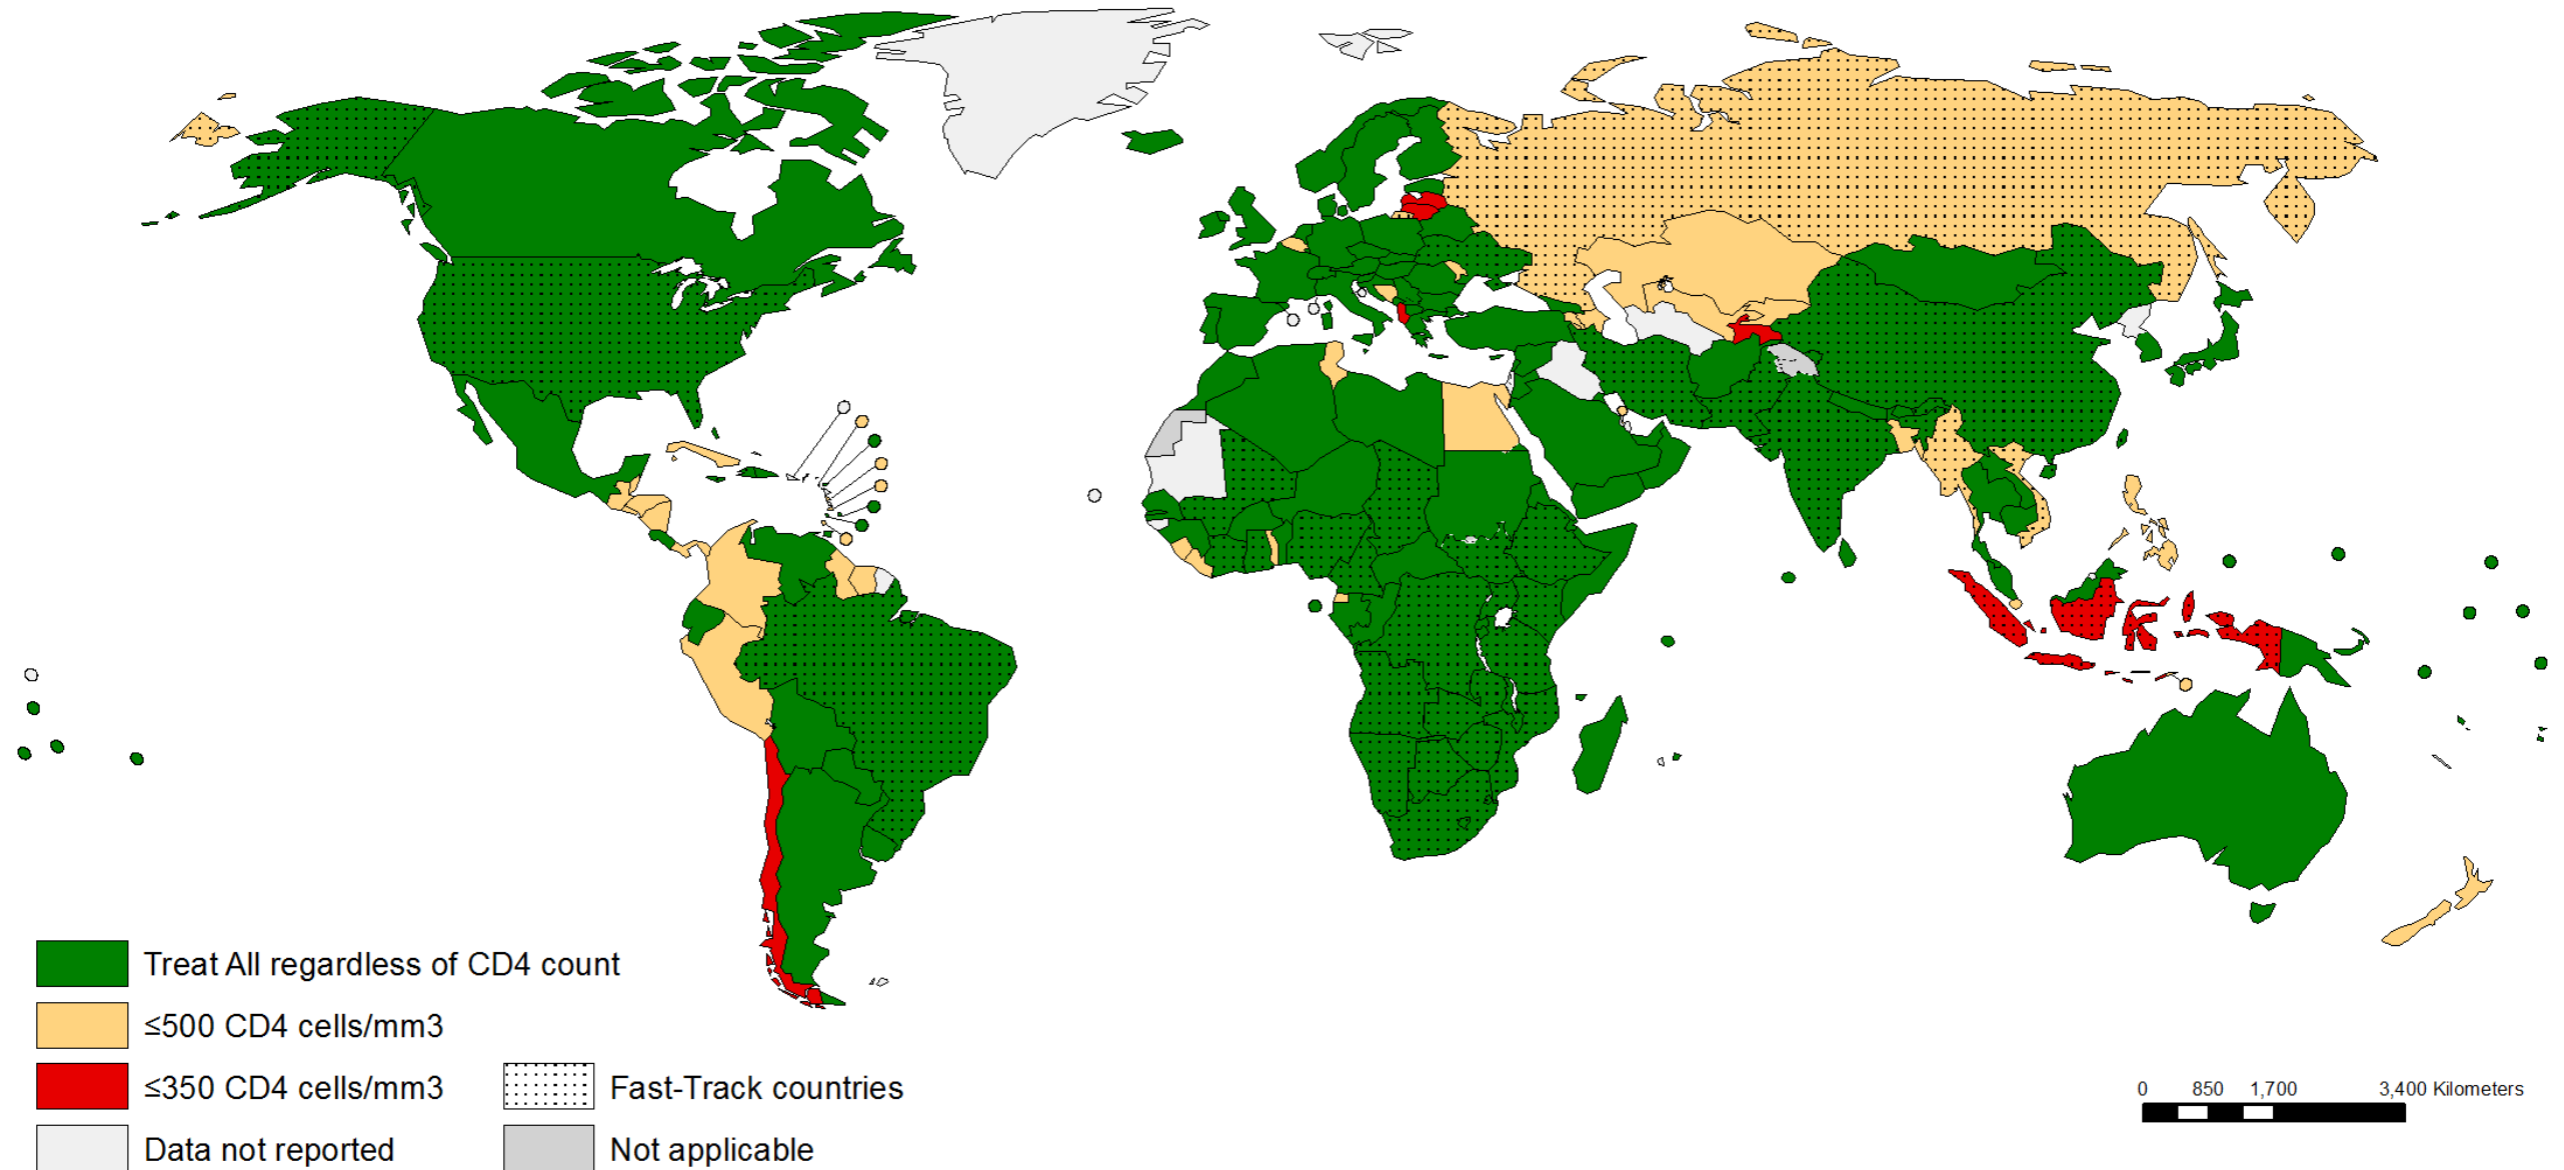 Treat All regardless of CD4 count
≤500 CD4 cells/mm3
≤350 CD4 cells/mm3
Fast-Track countries
Data not reported
Not applicable
0 850 1,700 3,400 Kilometers